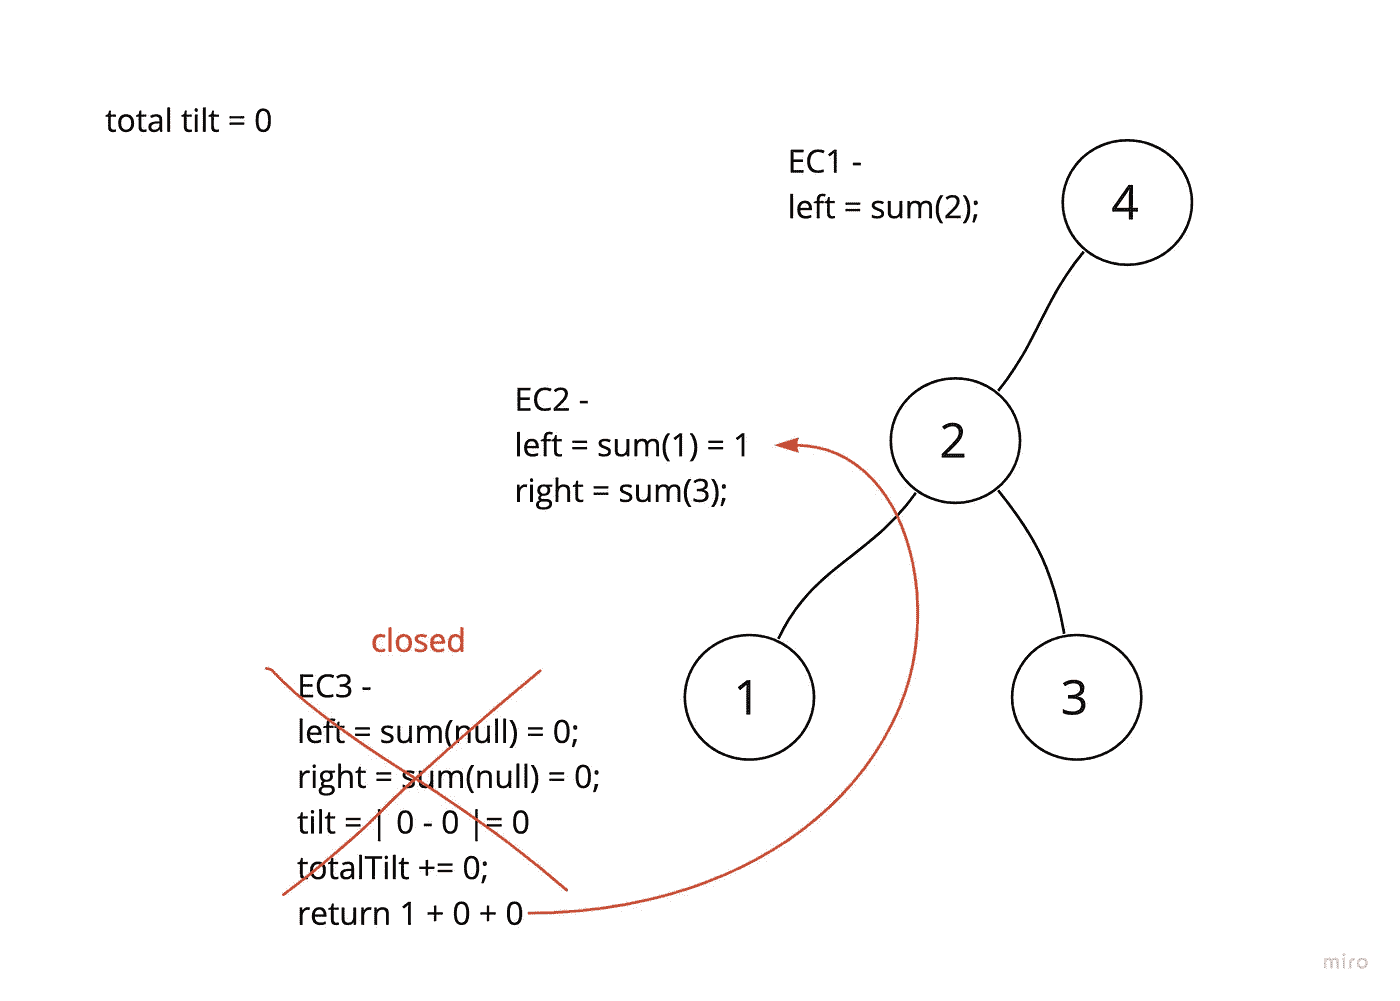 total tilt = 0
EC1 -
left = sum(2);
4
EC2 -
left = sum(1) = 1
right = sum(3);
2
closed
EC3 -
left = sum(null) = 0;
right = sum(null) = 0;
tilt = | 0 - 0 |= 0
totalTilt += 0;
return 1 + 0 + 0
1
3
miro